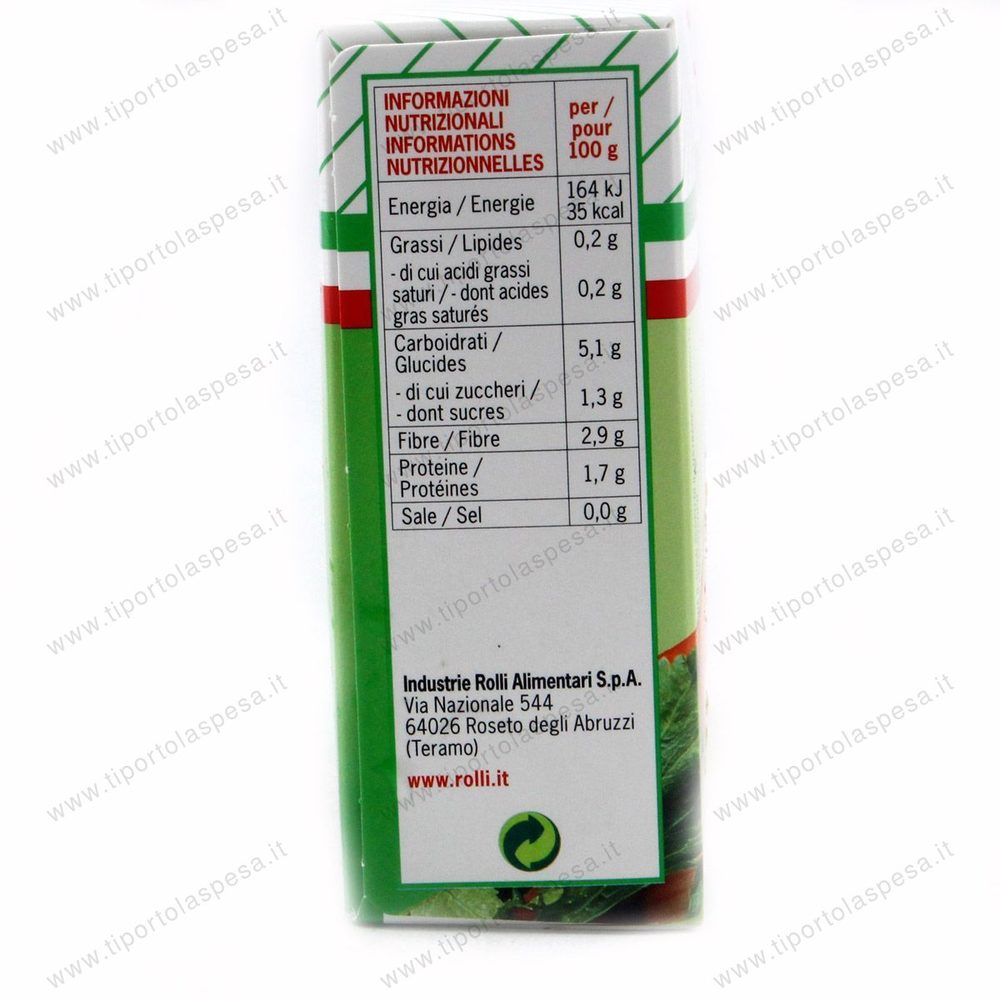 INFORMAZIONI
NUTRIZIONALI
INFORMATIONS
NUTRIZIONNELLES
per /
pour
100 g
Energia / Energie
164 kJ
35 kcal
Grassi / Lipides
0,2 g
- di cui acidi grassi
saturi / - dont acides
gras saturés
0,2 g
Carboidrati /
Glucides
5,1 g
- di cui zuccheri /
- dont sucres
1,3 g
Fibre / Fibre
2,9 g
Proteine /
Protéines
1,7 g
Sale / Sel
0,0 g
Industrie Rolli Alimentari S.p.A.
Via Nazionale 544
64026 Roseto degli Abruzzi
(Teramo)
www.rolli.it
www.tiportolaspesa.it